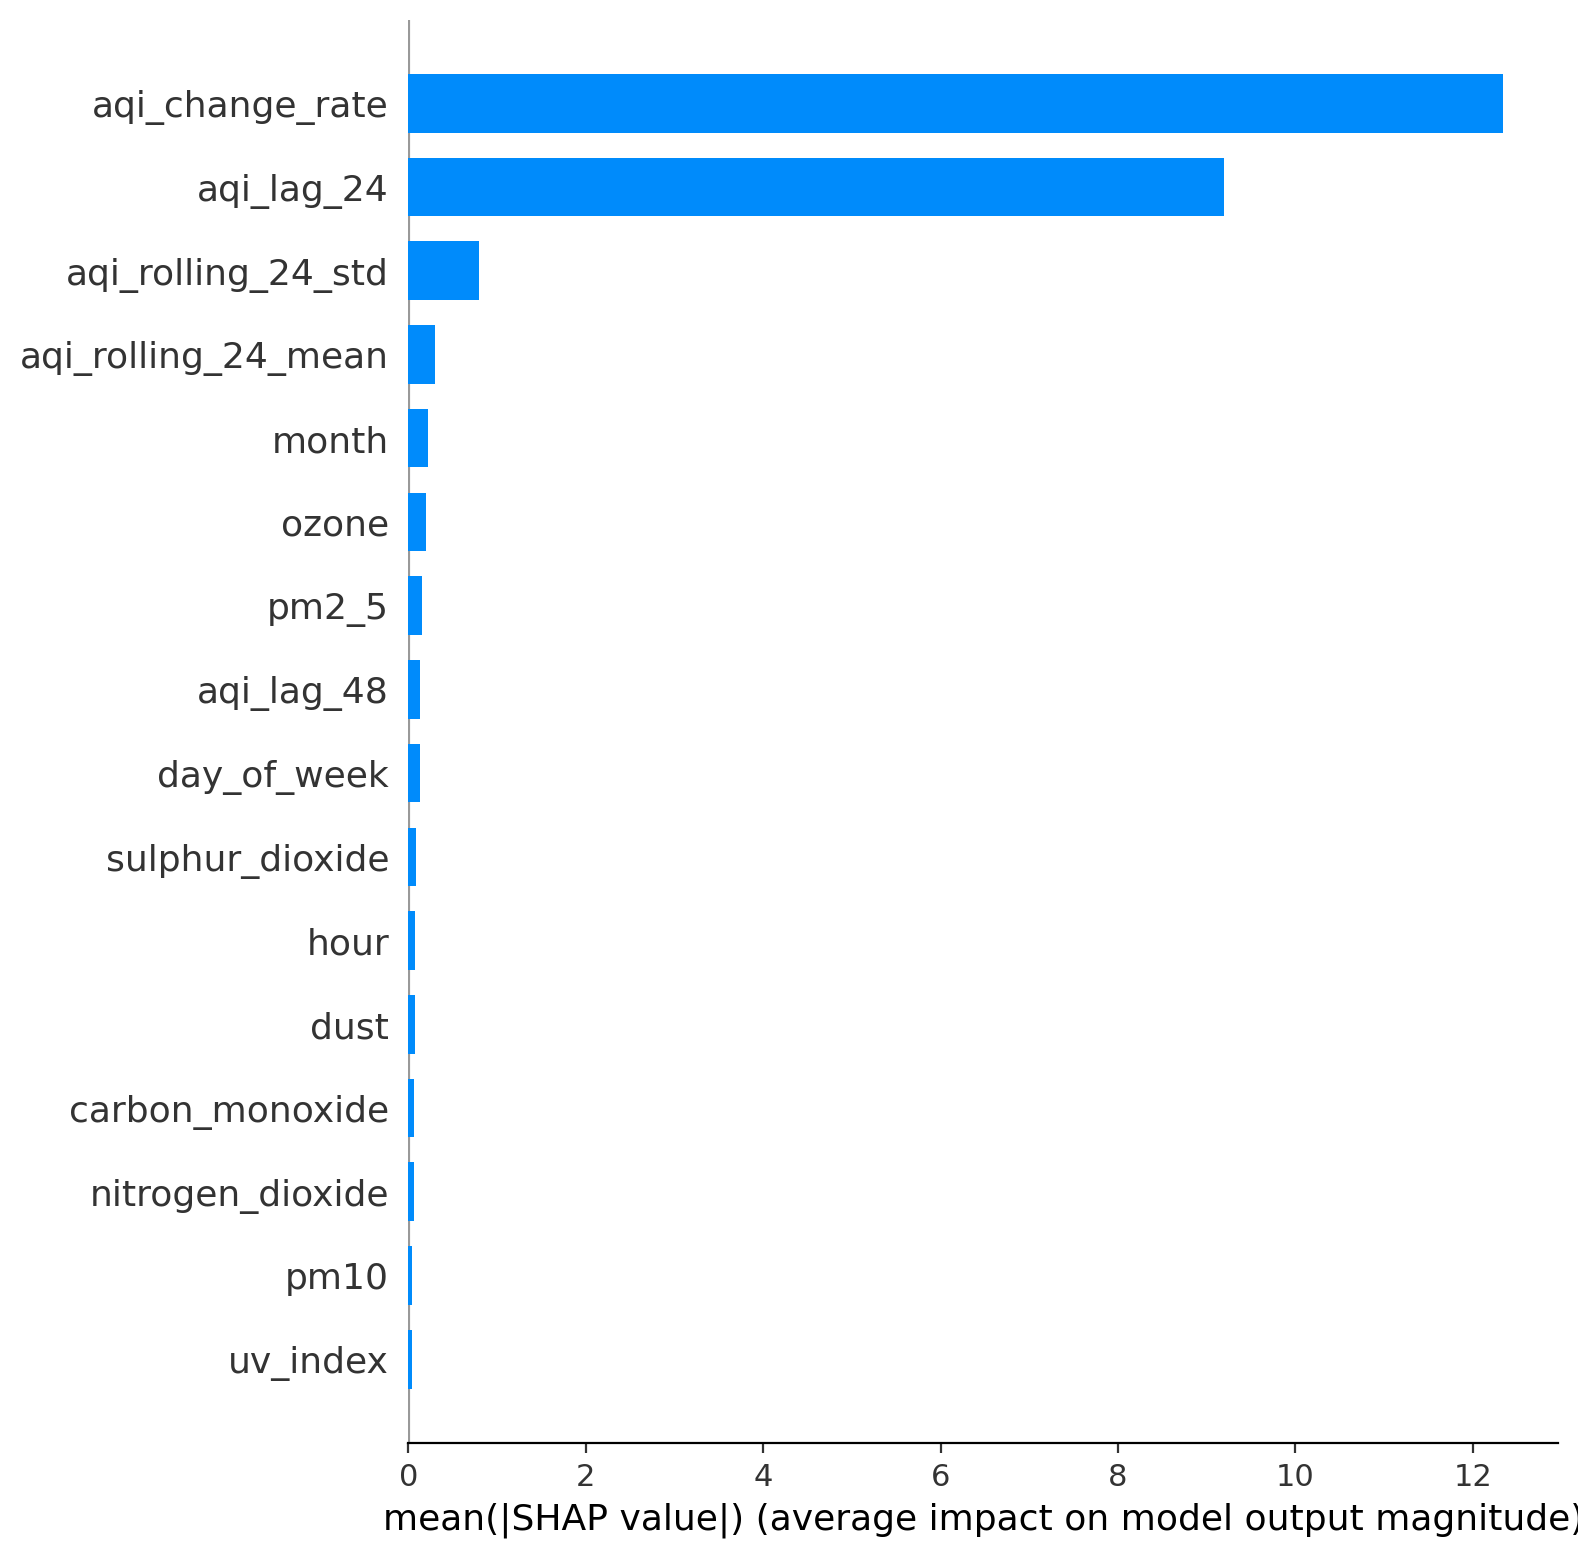 aqi_change_rate
aqi_lag_24
aqi_rolling_24_std
aqi_rolling_24_mean
month
ozone
pm2_5
aqi_lag_48
day_of_week
sulphur_dioxide
hour
dust
carbon_monoxide
nitrogen_dioxide
pm10
uv_index
0 2 4 6 8 10 12
mean(|SHAP value|) (average impact on model output magnitude)